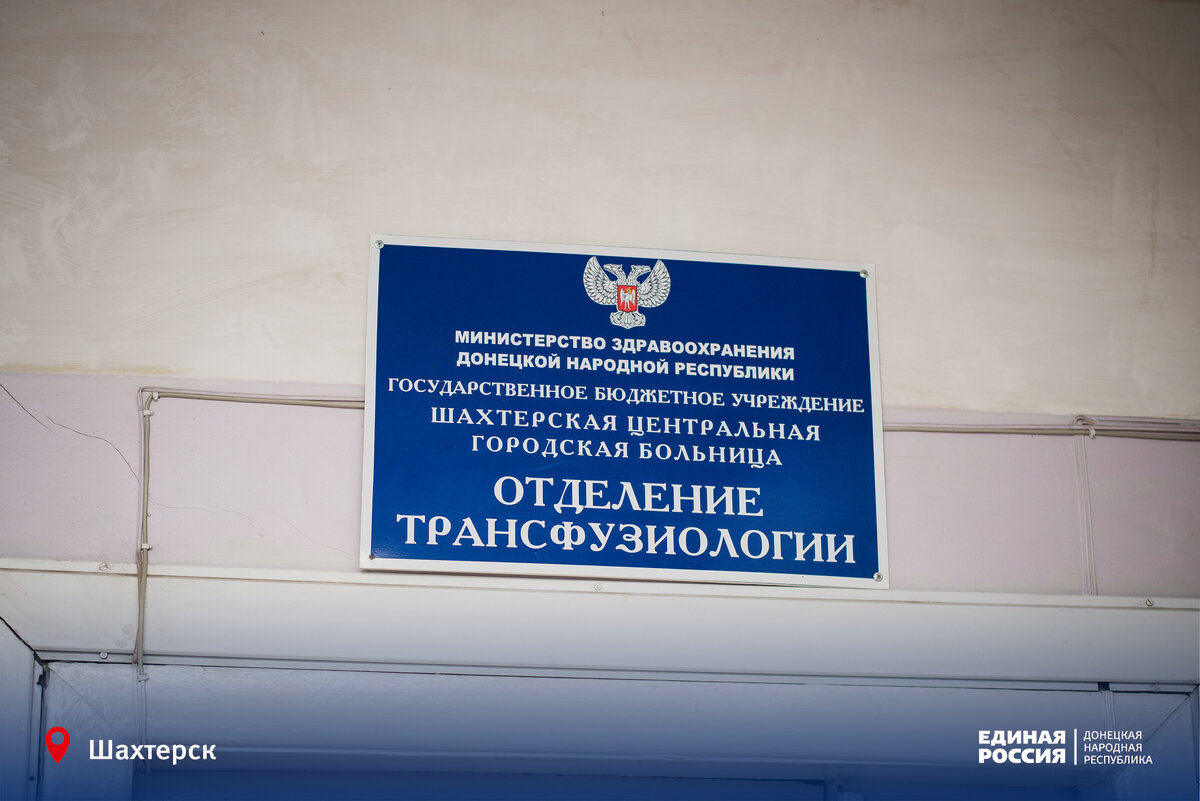 МИНИСТЕРСТВО ЗДРАВООХРАНЕНИЯ
ДОНЕЦКОЙ НАРОДНОЙ РЕСПУБЛИКИ
ГОСУДАРСТВЕННОЕ БЮДЖЕТНОЕ УЧРЕЖДЕНИЕ
ШАХТЕРСКАЯ ЦЕНТРАЛЬНАЯ
ГОРОДСКАЯ БОЛЬНИЦА
ОТДЕЛЕНИЕ
ТРАНСФУЗИОЛОГИИ
Шахтерск
ЕДИНАЯ
РОССИЯ
ДОНЕЦКАЯ
НАРОДНАЯ
РЕСПУБЛИКА